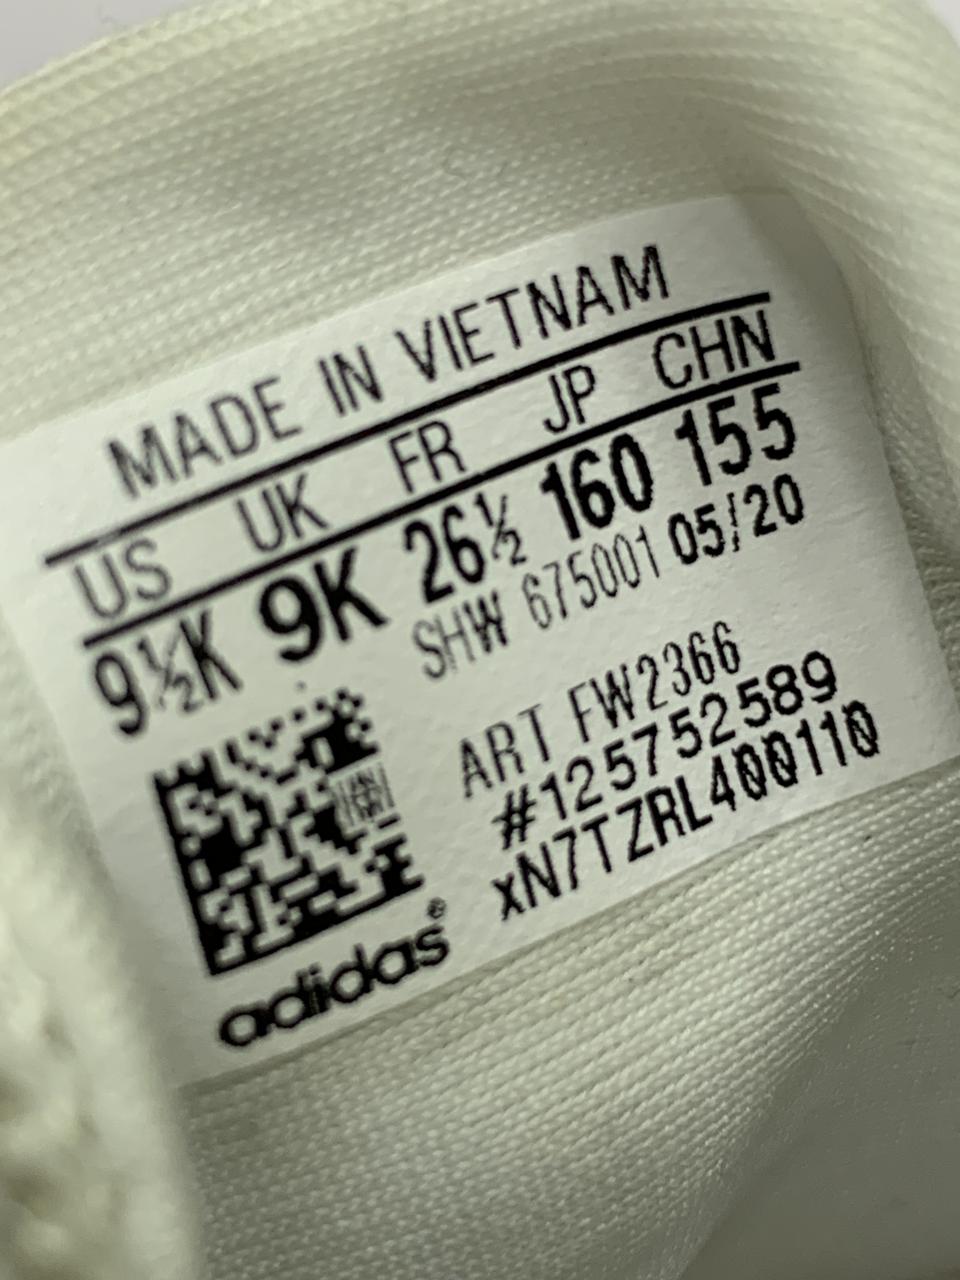 MADE IN VIETNAM
US UK FR JP CHN
9½K 9K 26½ 160 155
SHW 675001 05/20
ART FW2366
#125752589
xN7TZRL400110
adidas®